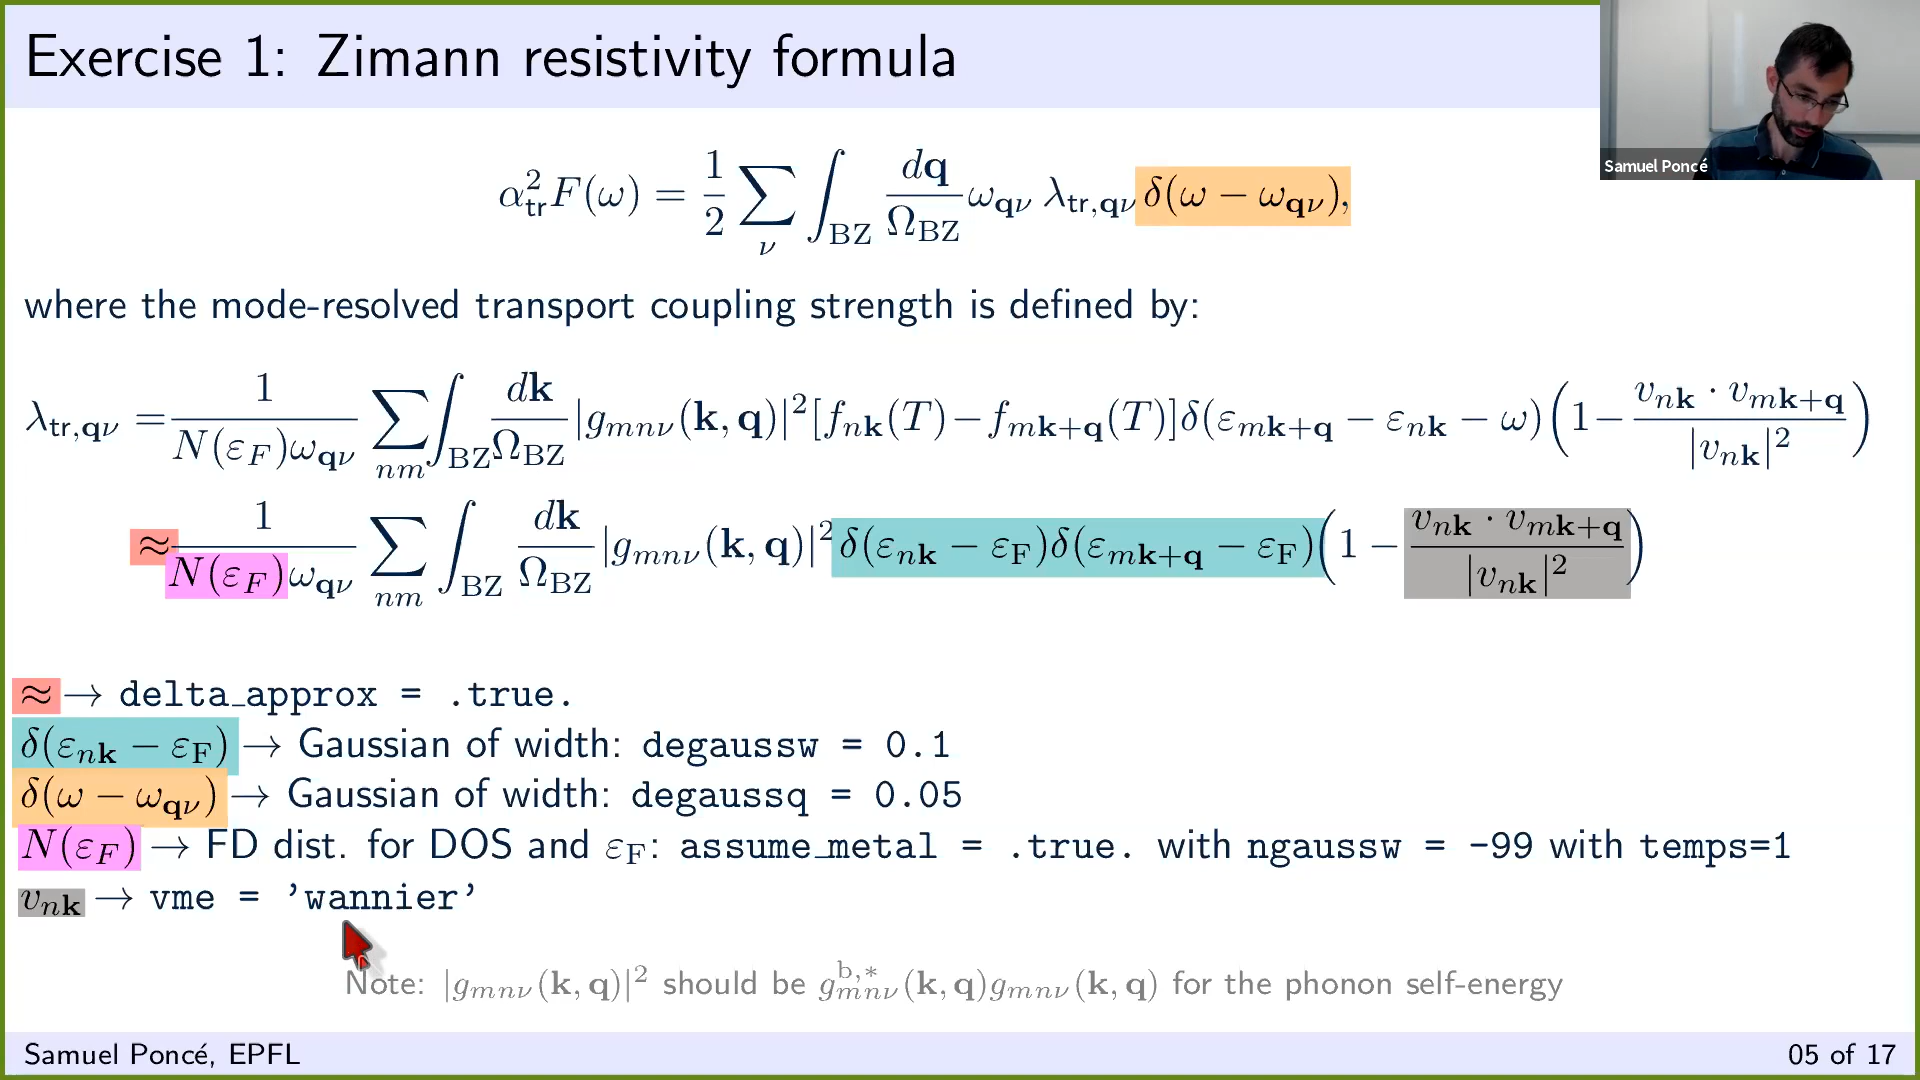 Exercise 1: Zimann resistivity formula
Samuel Poncé
α²_tr F(ω) = 1/2 ∑_ν ∫_BZ d𝐪/Ω_BZ ω_𝐪ν λ_tr,𝐪ν δ(ω − ω_𝐪ν),
where the mode-resolved transport coupling strength is defined by:
λ_tr,𝐪ν = 1/(N(ε_F)ω_𝐪ν) ∑_nm ∫_BZ d𝐤/Ω_BZ |g_mnν(𝐤, 𝐪)|² [f_n𝐤(T) − f_m𝐤+𝐪(T)] δ(ε_m𝐤+𝐪 − ε_n𝐤 − ω) (1 − v_n𝐤 · v_m𝐤+𝐪 / |v_n𝐤|²)
≈ 1/(N(ε_F)ω_𝐪ν) ∑_nm ∫_BZ d𝐤/Ω_BZ |g_mnν(𝐤, 𝐪)|² δ(ε_n𝐤 − ε_F)δ(ε_m𝐤+𝐪 − ε_F) (1 − v_n𝐤 · v_m𝐤+𝐪 / |v_n𝐤|²)
≈ → delta_approx = .true.
δ(ε_n𝐤 − ε_F) → Gaussian of width: degaussw = 0.1
δ(ω − ω_𝐪ν) → Gaussian of width: degaussq = 0.05
N(ε_F) → FD dist. for DOS and ε_F: assume_metal = .true. with ngaussw = -99 with temps=1
v_n𝐤 → vme = ’wannier’
Note: |g_mnν(𝐤, 𝐪)|² should be g^b,*_mnν(𝐤, 𝐪)g_mnν(𝐤, 𝐪) for the phonon self-energy
Samuel Poncé, EPFL
05 of 17